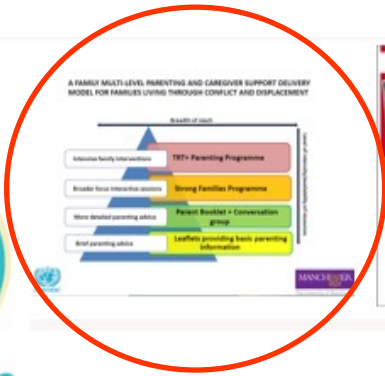 A FAMILY MULTI-LEVEL PARENTING AND CAREGIVER SUPPORT DELIVERY
MODEL FOR FAMILIES LIVING THROUGH CONFLICT AND DISPLACEMENT
Breadth of reach
Intensive family interventions
TRT+ Parenting Programme
Broader focus interactive sessions
Strong Families Programme
More detailed parenting advice
Parent Booklet + Conversation
group
Brief parenting advice
Leaflets providing basic parenting
information
MANCHESTER